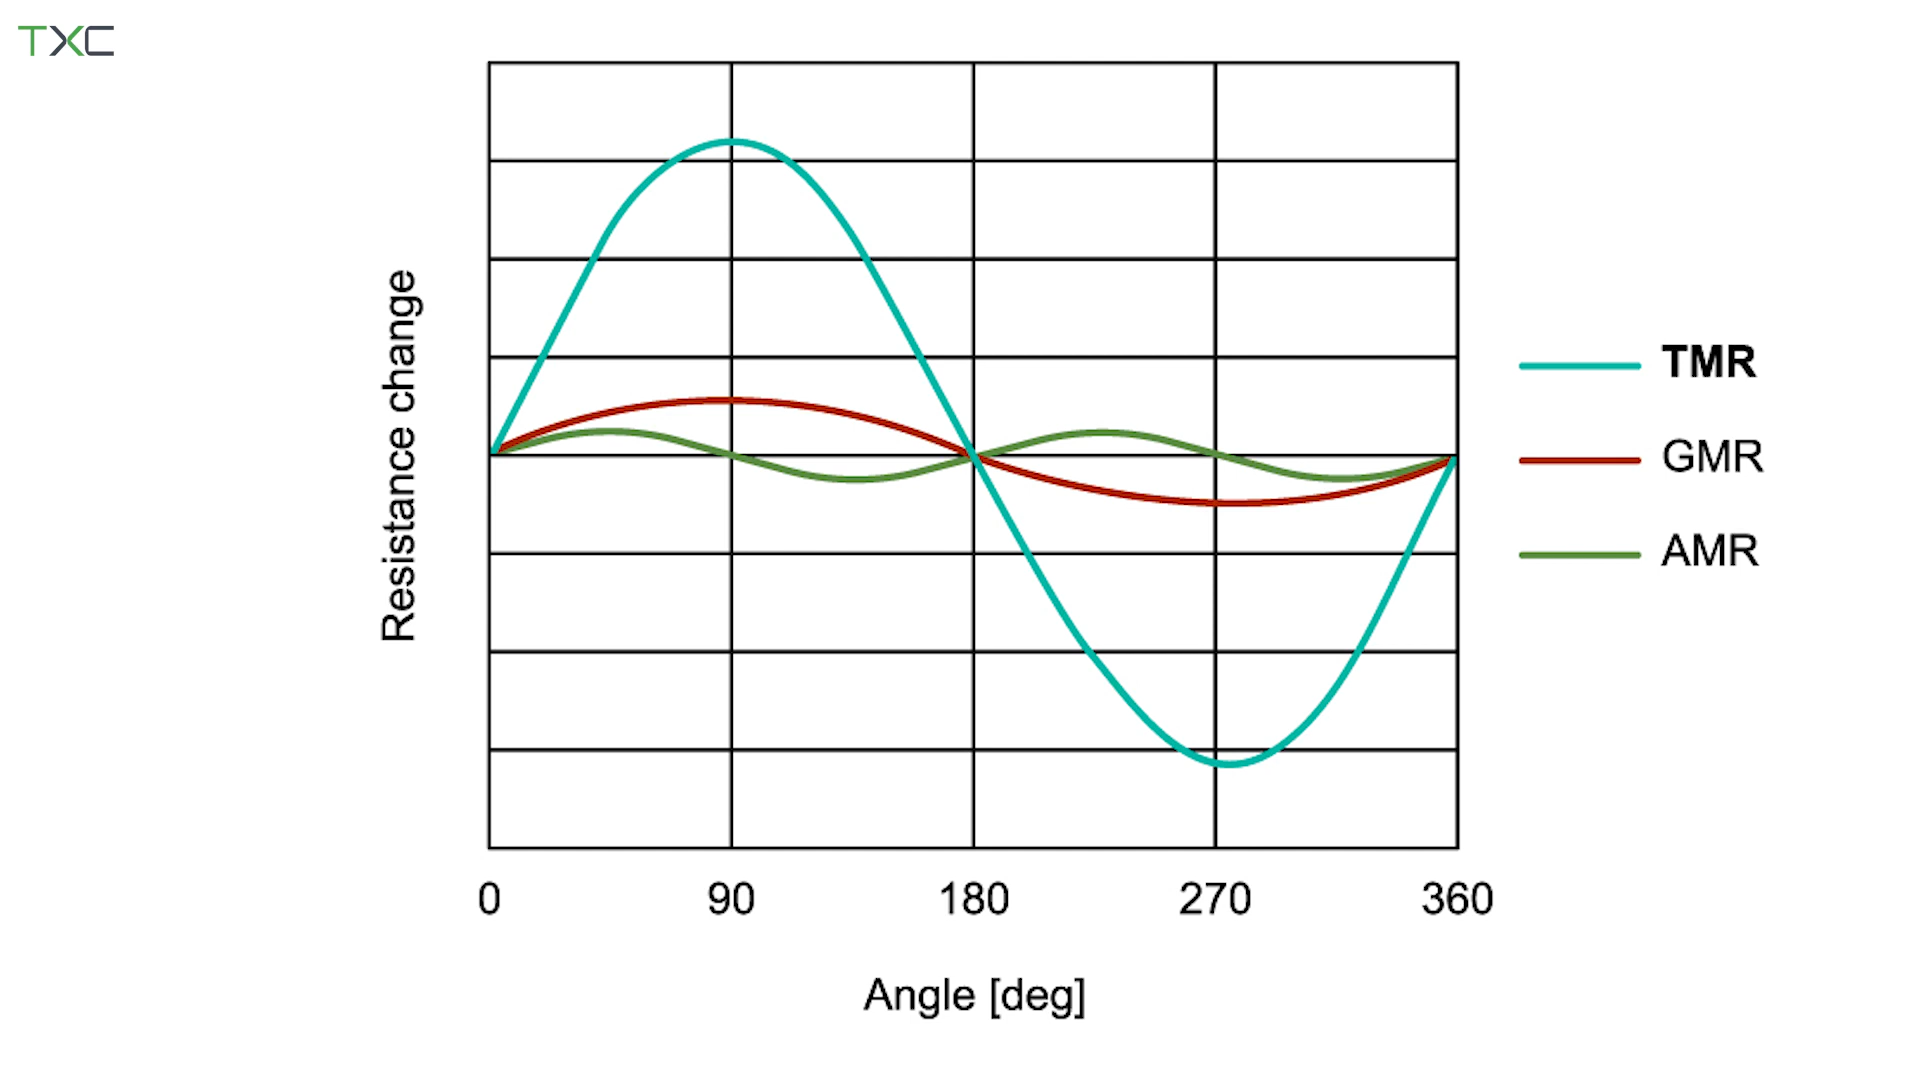 TXC
Resistance change
TMR
GMR
AMR
0 90 180 270 360
Angle [deg]